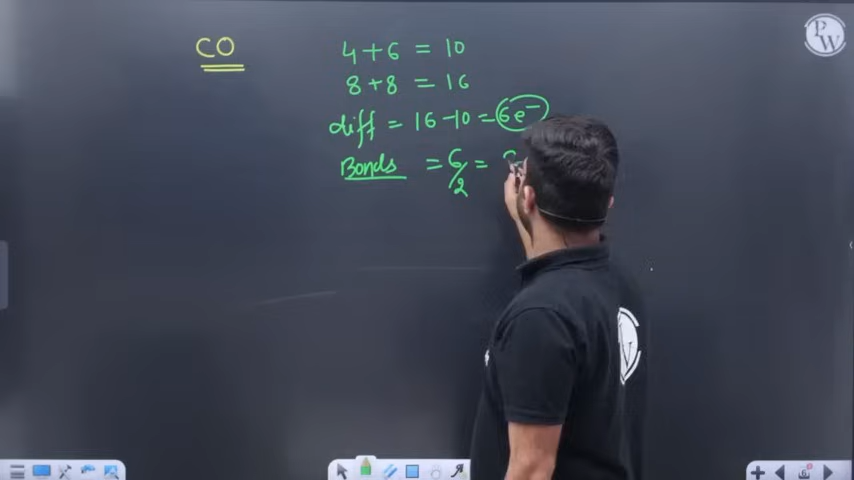 CO
4+6 = 10
8+8 = 16
diff = 16-10 = 6e⁻
Bonds = 6/2 =
PW